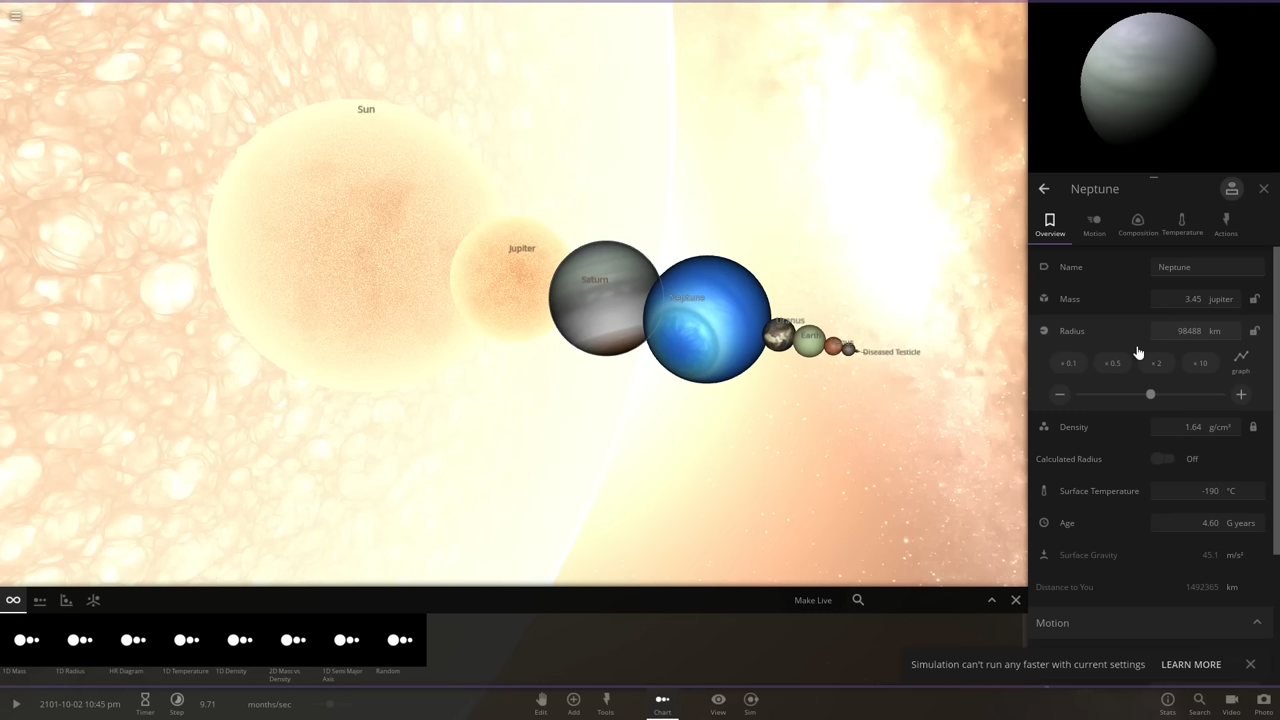 Sun
Jupiter
Saturn
Neptune
Uranus
Earth
Diseased Testicle
Neptune
Overview
Motion
Composition
Temperature
Actions
Name
Neptune
Mass
3.45 jupiter
Radius
98488 km
× 0.1
× 0.5
× 2
× 10
graph
Density
1.64 g/cm³
Calculated Radius
Off
Surface Temperature
-190 °C
Age
4.60 G years
Surface Gravity
45.1 m/s²
Distance to You
1492365 km
Motion
Make Live
1D Mass
1D Radius
HR Diagram
1D Temperature
1D Density
2D Mass vs
Density
1D Semi Major
Axis
Random
Simulation can't run any faster with current settings
LEARN MORE
2101-10-02 10:45 pm
Timer
Step
9.71
months/sec
Edit
Add
Tools
Chart
View
Sim
Stats
Search
Video
Photo